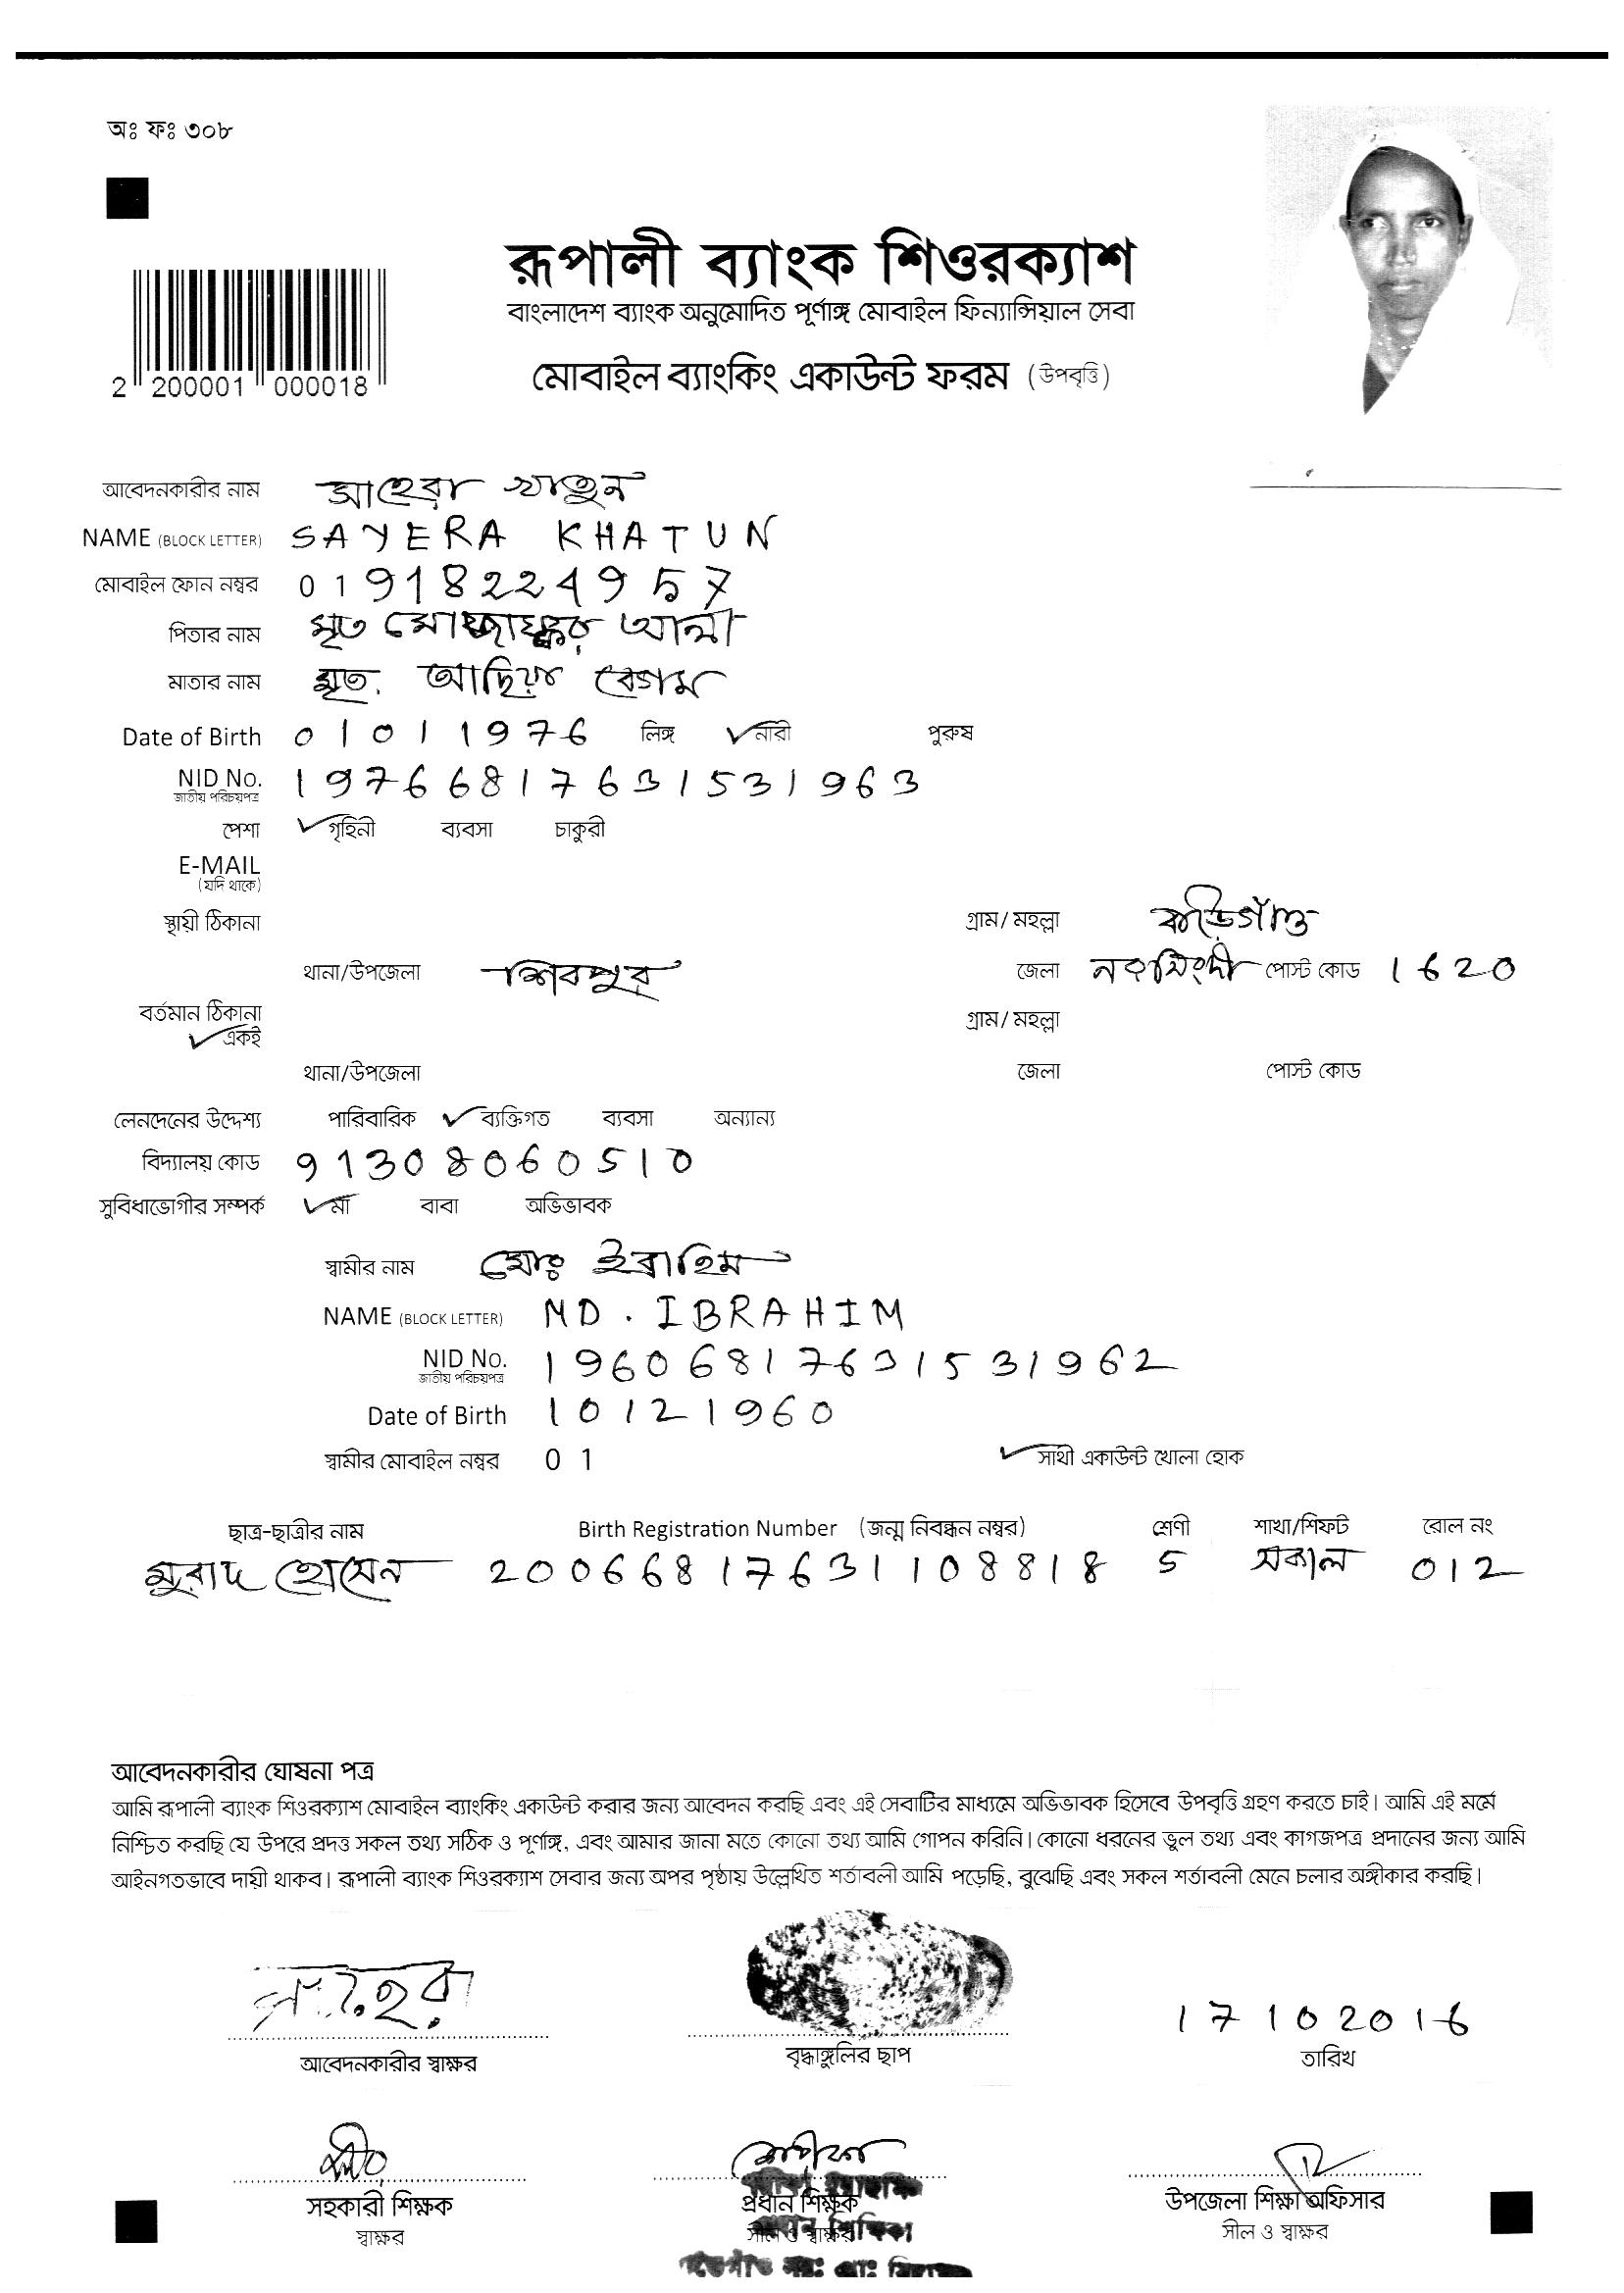 অঃ ফঃ ৩০৮
রূপালী ব্যাংক শিওরক্যাশ
বাংলাদেশ ব্যাংক অনুমোদিত পূর্ণাঙ্গ মোবাইল ফিন্যান্সিয়াল সেবা
মোবাইল ব্যাংকিং একাউন্ট ফরম (উপবৃত্তি)
2 200001 000018
আবেদনকারীর নাম সাহেরা খাতুন
NAME (BLOCK LETTER) SAYERA KHATUN
মোবাইল ফোন নম্বর 01918224957
পিতার নাম মৃত আলী
মাতার নাম মৃত. আছিয়া বেগম
Date of Birth 01011976 লিঙ্গ নারী পুরুষ
NID No. 19766817631531963
জাতীয় পরিচয়পত্র
পেশা গৃহিনী ব্যবসা চাকুরী
E-MAIL
(যদি থাকে)
স্থায়ী ঠিকানা গ্রাম/ মহল্লা
থানা/উপজেলা শিবপুর জেলা নরসিংদী পোস্ট কোড 1620
বর্তমান ঠিকানা গ্রাম/ মহল্লা
একই
থানা/উপজেলা জেলা পোস্ট কোড
লেনদেনের উদ্দেশ্য পারিবারিক ব্যক্তিগত ব্যবসা অন্যান্য
বিদ্যালয় কোড 91308060510
সুবিধাভোগীর সম্পর্ক মা বাবা অভিভাবক
স্বামীর নাম মোঃ ইব্রাহিম
NAME (BLOCK LETTER) MD. IBRAHIM
NID No. 19606817631531962
জাতীয় পরিচয়পত্র
Date of Birth 10121960
স্বামীর মোবাইল নম্বর 01 সাথী একাউন্ট খোলা হোক
ছাত্র-ছাত্রীর নাম Birth Registration Number (জন্ম নিবন্ধন নম্বর) শ্রেণী শাখা/শিফট রোল নং
মুরাদ হোসেন 20066817631108818 5 সকাল 012
আবেদনকারীর ঘোষনা পত্র
আমি রূপালী ব্যাংক শিওরক্যাশ মোবাইল ব্যাংকিং একাউন্ট করার জন্য আবেদন করছি এবং এই সেবাটির মাধ্যমে অভিভাবক হিসেবে উপবৃত্তি গ্রহণ করতে চাই। আমি এই মর্মে
নিশ্চিত করছি যে উপরে প্রদত্ত সকল তথ্য সঠিক ও পূর্ণাঙ্গ, এবং আমার জানা মতে কোনো তথ্য আমি গোপন করিনি। কোনো ধরনের ভুল তথ্য এবং কাগজপত্র প্রদানের জন্য আমি
আইনগতভাবে দায়ী থাকব। রূপালী ব্যাংক শিওরক্যাশ সেবার জন্য অপর পৃষ্ঠায় উল্লেখিত শর্তাবলী আমি পড়েছি, বুঝেছি এবং সকল শর্তাবলী মেনে চলার অঙ্গীকার করছি।
17102016
আবেদনকারীর স্বাক্ষর বৃদ্ধাঙ্গুলির ছাপ তারিখ
সহকারী শিক্ষক প্রধান শিক্ষক উপজেলা শিক্ষা অফিসার
স্বাক্ষর সীল ও স্বাক্ষর সীল ও স্বাক্ষর